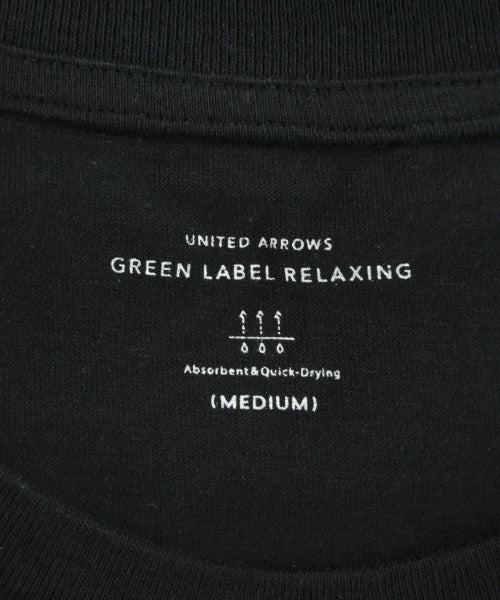 UNITED ARROWS
GREEN LABEL RELAXING
Absorbent&Quick-Drying
(MEDIUM)